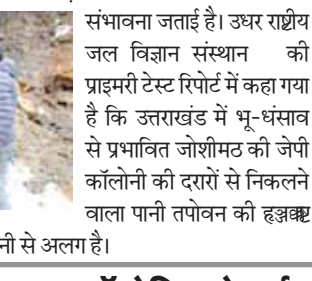 संभावना जताई है। उधर राष्ट्रीय
जल विज्ञान संस्थान की
प्राइमरी टेस्ट रिपोर्ट में कहा गया
है कि उत्तराखंड में भू-धंसाव
से प्रभावित जोशीमठ की जेपी
कॉलोनी की दरारों से निकलने
वाला पानी तपोवन की
नी से अलग है।